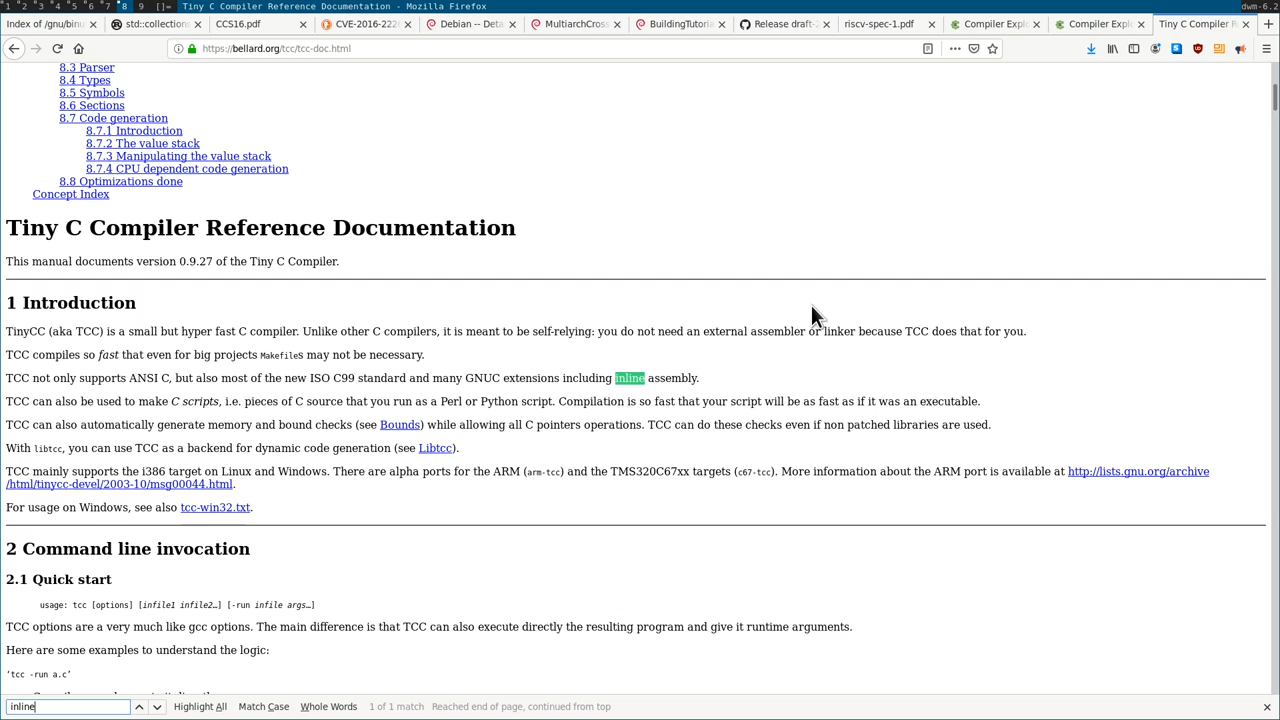 1 2 3 4 5 6 7 8 9 []= Tiny C Compiler Reference Documentation - Mozilla Firefox dwm-6.2
Index of /gnu/binu
std::collection
CCS16.pdf
CVE-2016-222
Debian -- Deta
MultiarchCross
BuildingTutoria
Release draft-2
riscv-spec-1.pdf
Compiler Explo
Compiler Explo
Tiny C Compiler R
https://bellard.org/tcc/tcc-doc.html
8.3 Parser
8.4 Types
8.5 Symbols
8.6 Sections
8.7 Code generation
8.7.1 Introduction
8.7.2 The value stack
8.7.3 Manipulating the value stack
8.7.4 CPU dependent code generation
8.8 Optimizations done
Concept Index
Tiny C Compiler Reference Documentation
This manual documents version 0.9.27 of the Tiny C Compiler.
1 Introduction
TinyCC (aka TCC) is a small but hyper fast C compiler. Unlike other C compilers, it is meant to be self-relying: you do not need an external assembler or linker because TCC does that for you.
TCC compiles so fast that even for big projects Makefiles may not be necessary.
TCC not only supports ANSI C, but also most of the new ISO C99 standard and many GNUC extensions including inline assembly.
TCC can also be used to make C scripts, i.e. pieces of C source that you run as a Perl or Python script. Compilation is so fast that your script will be as fast as if it was an executable.
TCC can also automatically generate memory and bound checks (see Bounds) while allowing all C pointers operations. TCC can do these checks even if non patched libraries are used.
With libtcc, you can use TCC as a backend for dynamic code generation (see Libtcc).
TCC mainly supports the i386 target on Linux and Windows. There are alpha ports for the ARM (arm-tcc) and the TMS320C67xx targets (c67-tcc). More information about the ARM port is available at http://lists.gnu.org/archive
/html/tinycc-devel/2003-10/msg00044.html.
For usage on Windows, see also tcc-win32.txt.
2 Command line invocation
2.1 Quick start
usage: tcc [options] [infile1 infile2…] [-run infile args…]
TCC options are a very much like gcc options. The main difference is that TCC can also execute directly the resulting program and give it runtime arguments.
Here are some examples to understand the logic:
‘tcc -run a.c’
inline
Highlight All
Match Case
Whole Words
1 of 1 match
Reached end of page, continued from top